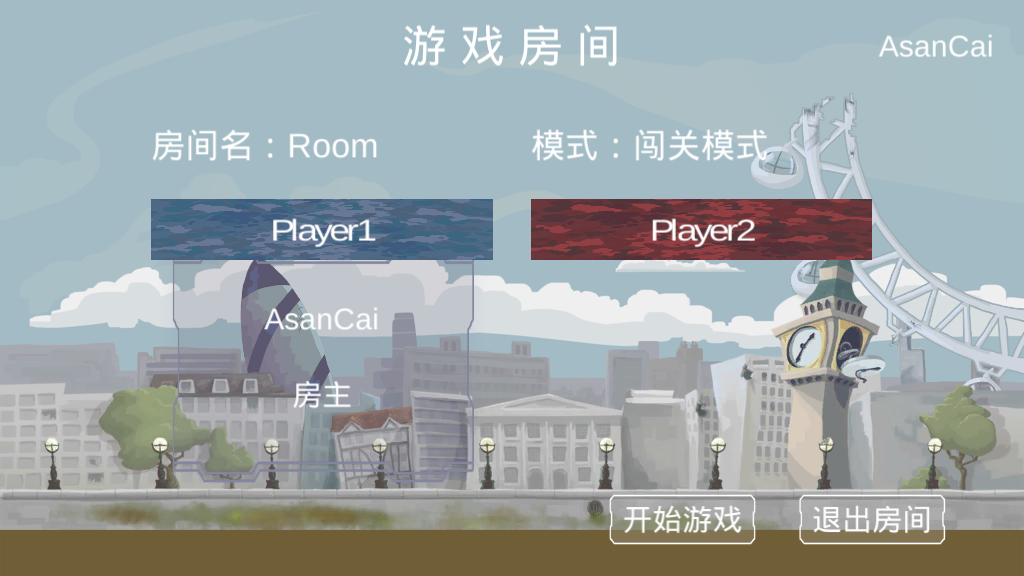 游戏房间
AsanCai
房间名：Room
模式：闯关模式
Player1
Player2
AsanCai
房主
开始游戏
退出房间